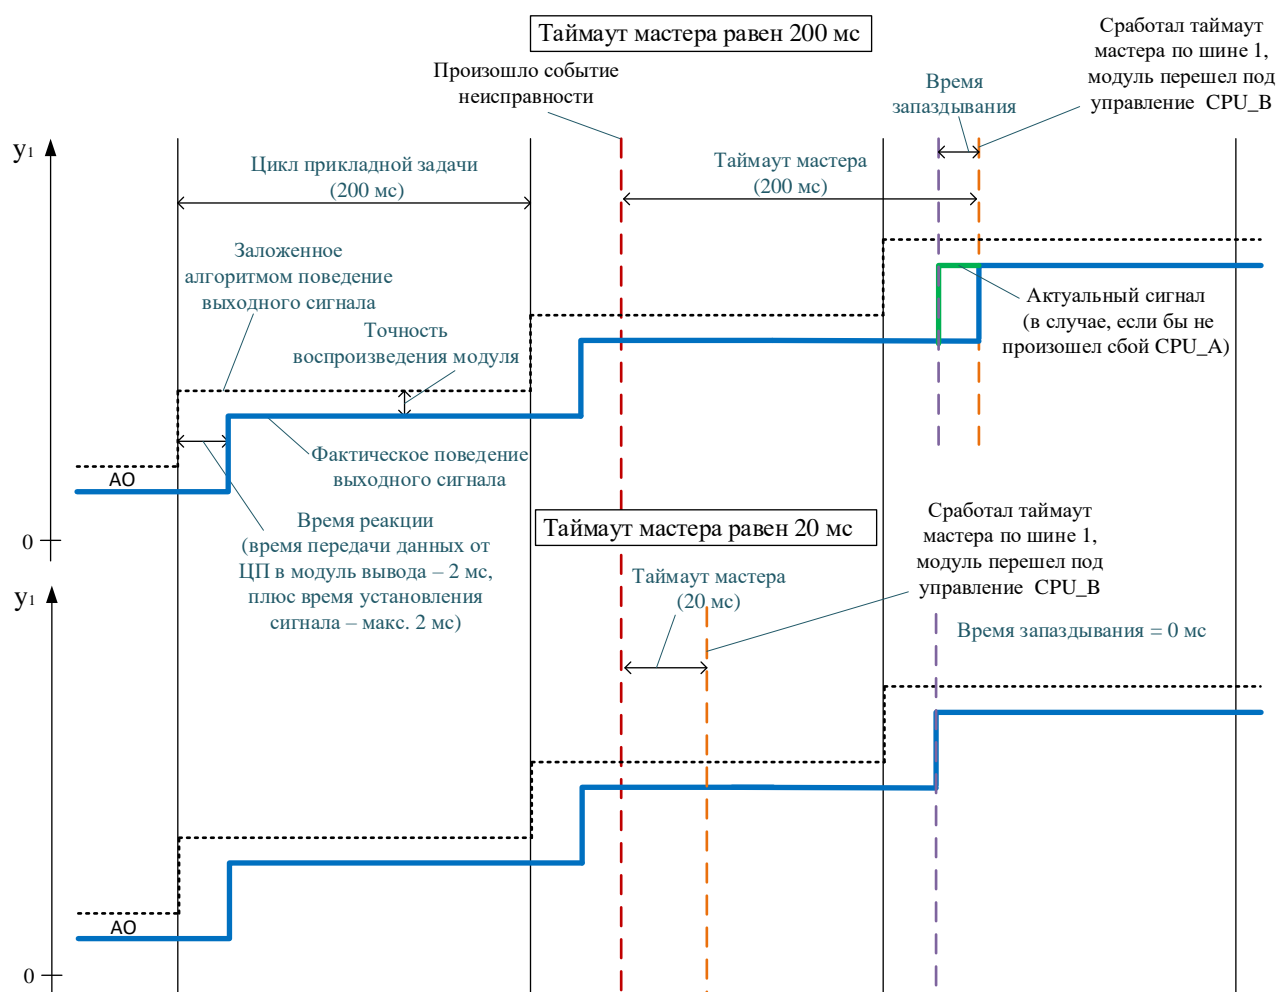 Таймаут мастера равен 200 мс
Сработал таймаут
мастера по шине 1,
модуль перешел под
управление CPU_B
Произошло событие
неисправности
Время
запаздывания
y1
Цикл прикладной задачи
(200 мс)
Таймаут мастера
(200 мс)
Заложенное
алгоритмом поведение
выходного сигнала
Точность
воспроизведения модуля
Актуальный сигнал
(в случае, если бы не
произошел сбой CPU_A)
Фактическое поведение
выходного сигнала
АО
0
Время реакции
(время передачи данных от
ЦП в модуль вывода – 2 мс,
плюс время установления
сигнала – макс. 2 мс)
Таймаут мастера равен 20 мс
Сработал таймаут
мастера по шине 1,
модуль перешел под
управление CPU_B
y1
Таймаут мастера
(20 мс)
Время запаздывания = 0 мс
АО
0